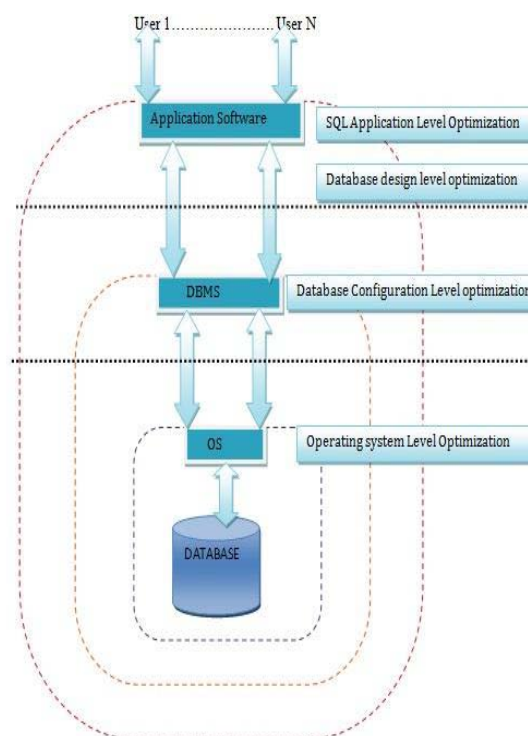 User 1......................User N
Application Software
SQL Application Level Optimization
Database design level optimization
DBMS
Database Configuration Level optimization
OS
Operating system Level Optimization
DATABASE